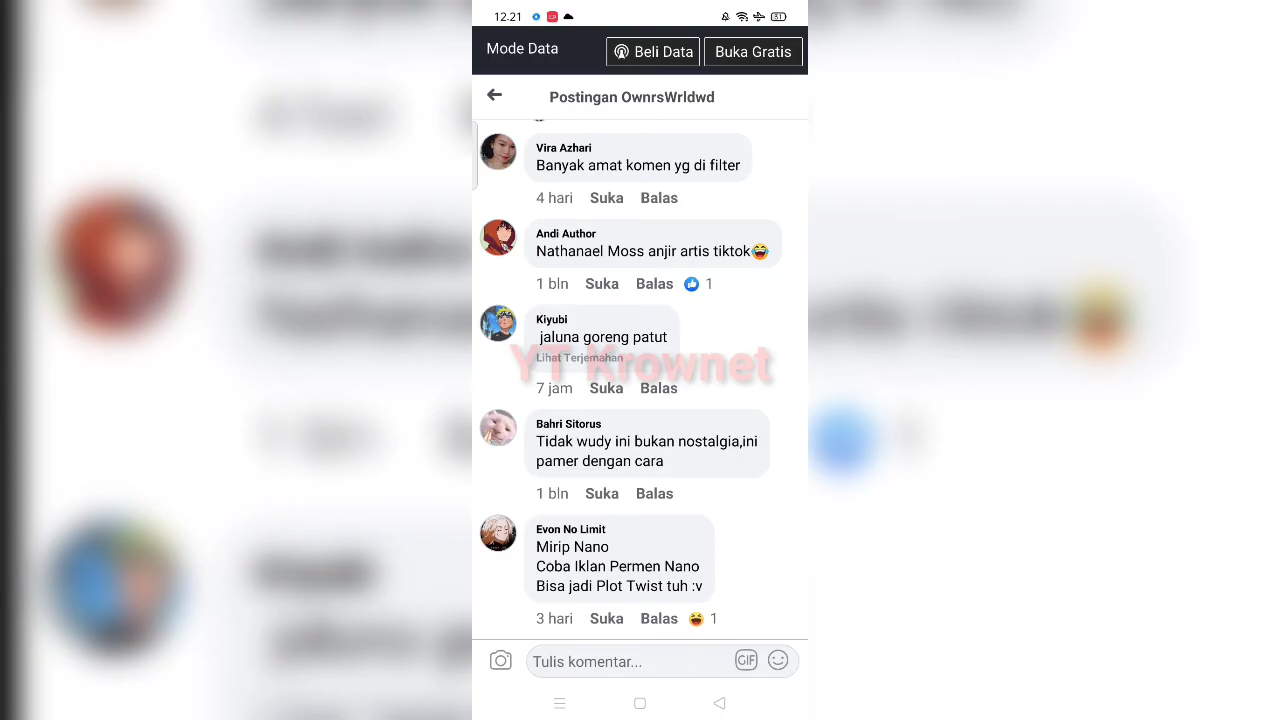 12.21
Mode Data
Beli Data
Buka Gratis
Postingan OwnrsWrldwd
Vira Azhari
Banyak amat komen yg di filter
4 hari Suka Balas
Andi Author
Nathanael Moss anjir artis tiktok😂
1 bln Suka Balas 1
Kiyubi
jaluna goreng patut
Lihat Terjemahan
YT Krownet
7 jam Suka Balas
Bahri Sitorus
Tidak wudy ini bukan nostalgia,ini
pamer dengan cara
1 bln Suka Balas
Evon No Limit
Mirip Nano
Coba Iklan Permen Nano
Bisa jadi Plot Twist tuh :v
3 hari Suka Balas 😆 1
Tulis komentar...
GIF